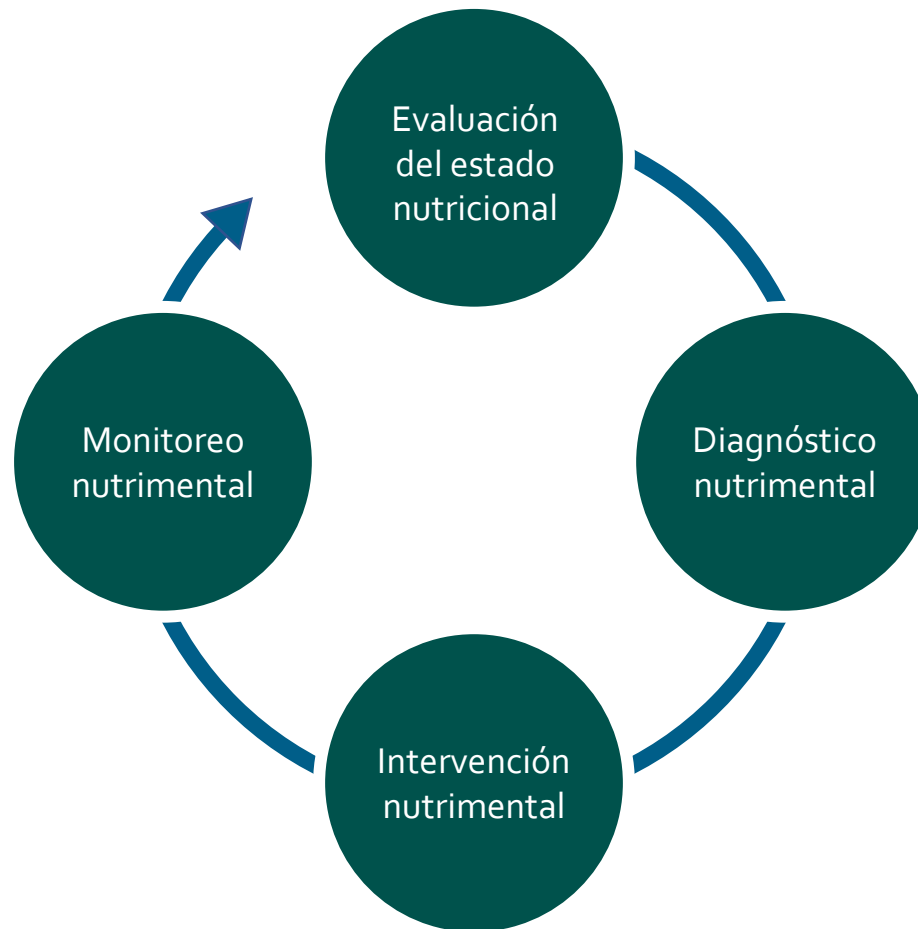 Evaluación
del estado
nutricional
Diagnóstico
nutrimental
Intervención
nutrimental
Monitoreo
nutrimental